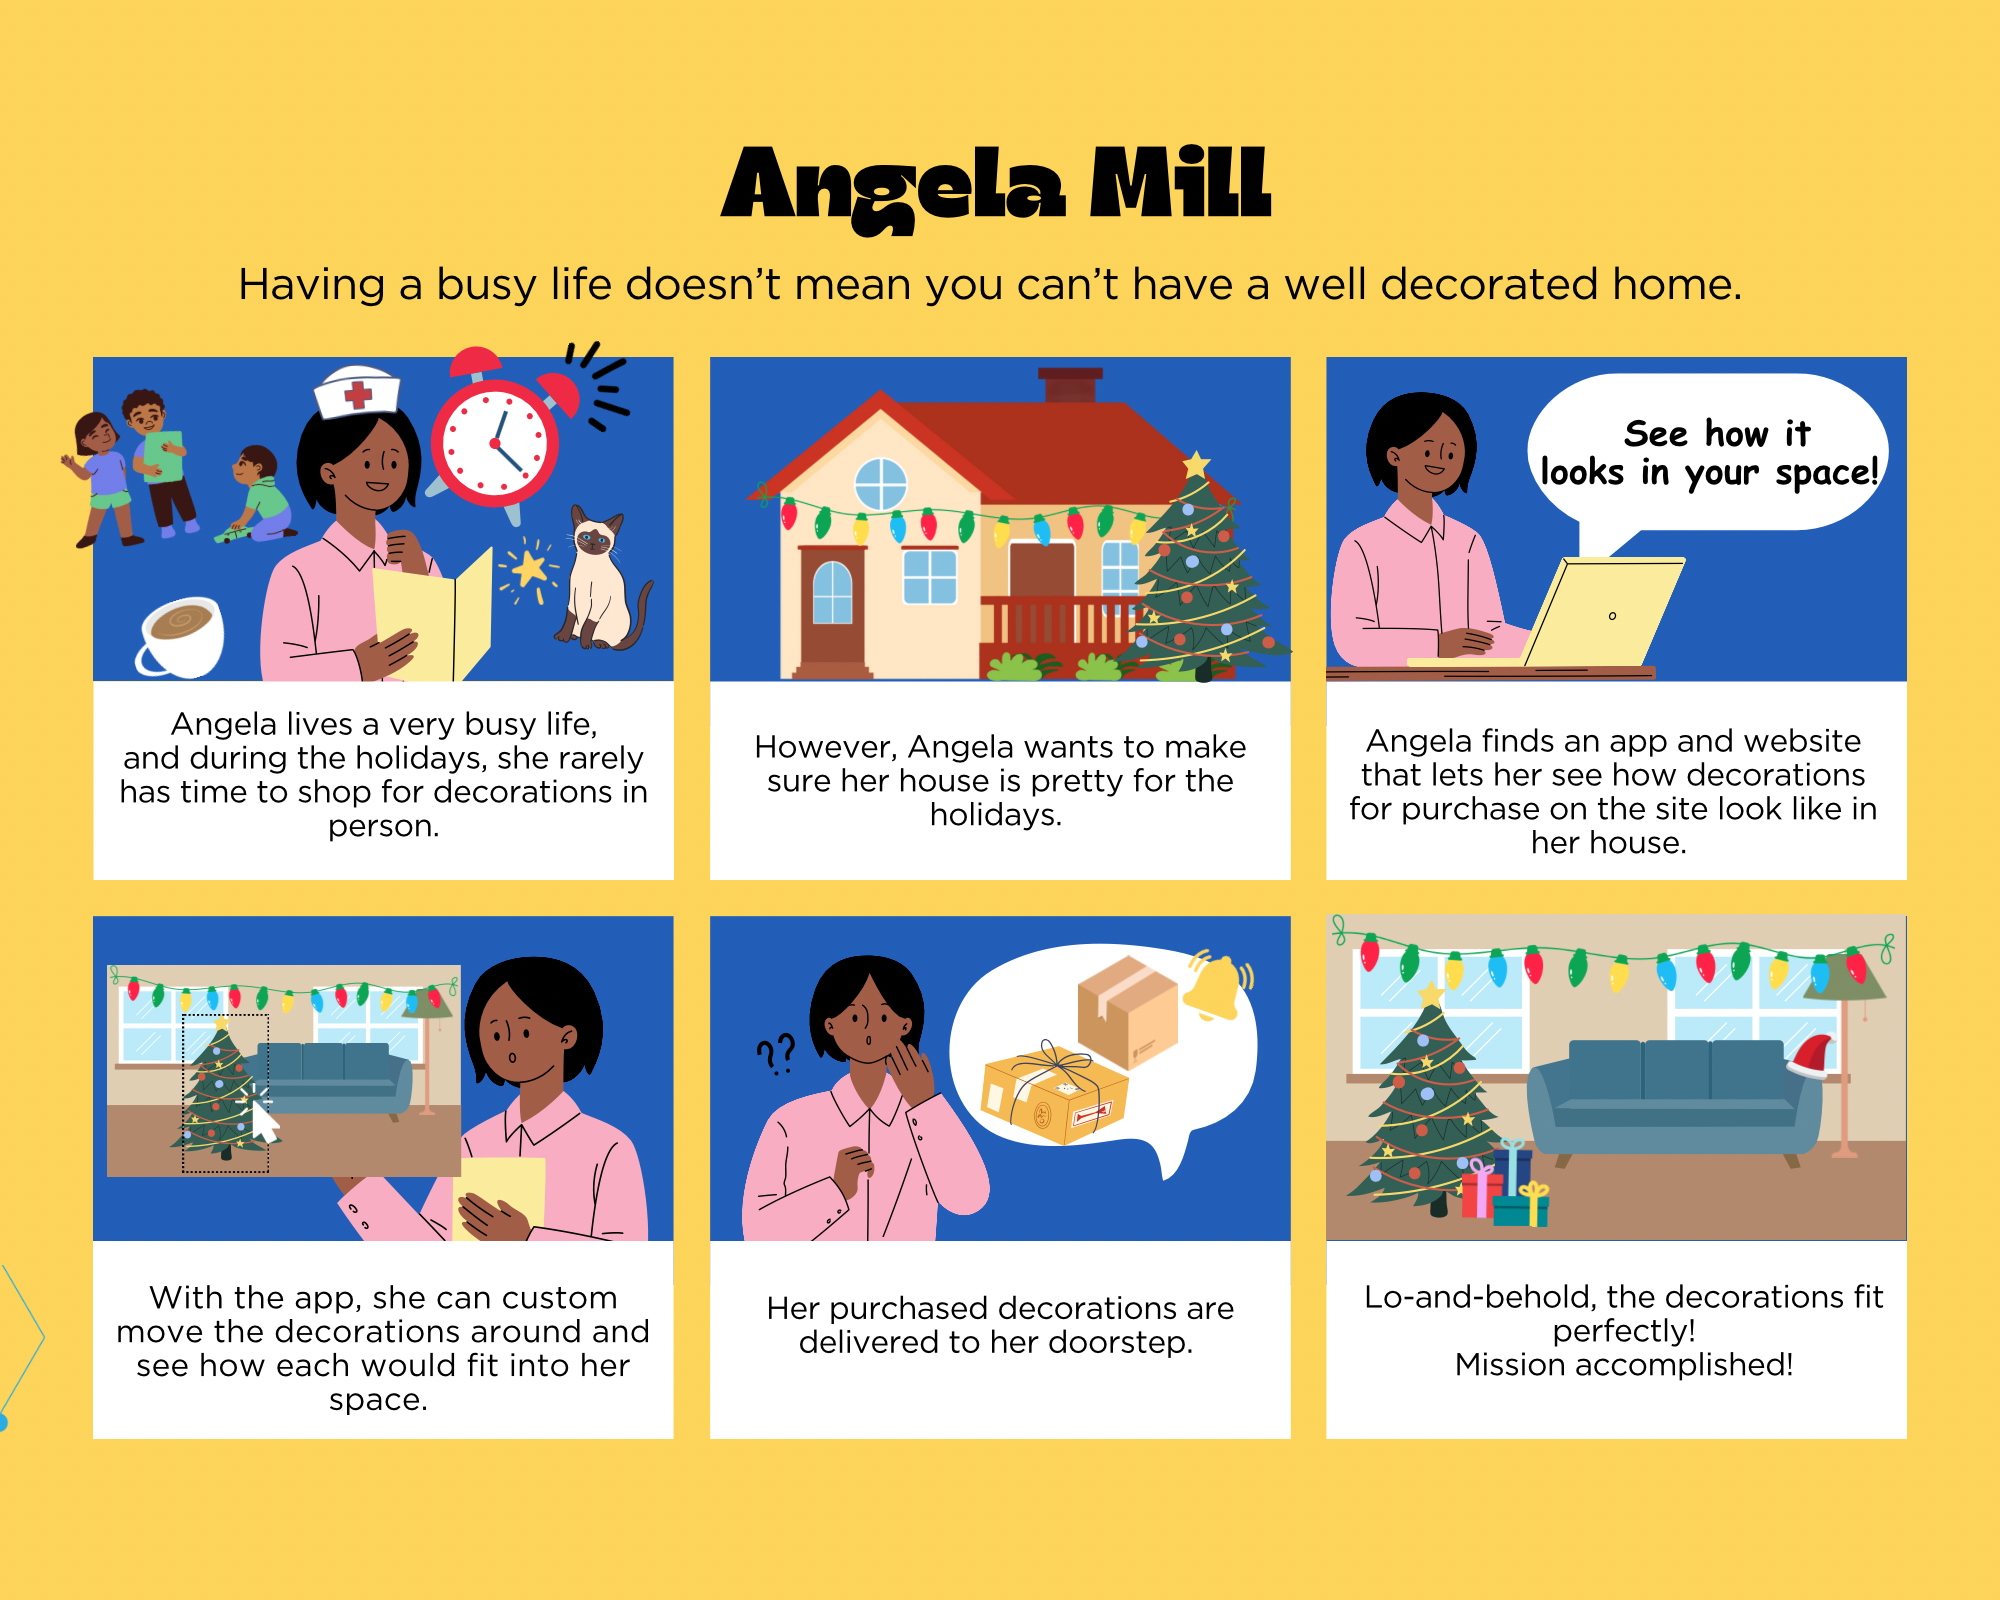 Angela Mill
Having a busy life doesn’t mean you can’t have a well decorated home.
See how it
looks in your space!
Angela lives a very busy life,
and during the holidays, she rarely
has time to shop for decorations in
person.
However, Angela wants to make
sure her house is pretty for the
holidays.
Angela finds an app and website
that lets her see how decorations
for purchase on the site look like in
her house.
??
With the app, she can custom
move the decorations around and
see how each would fit into her
space.
Her purchased decorations are
delivered to her doorstep.
Lo-and-behold, the decorations fit
perfectly!
Mission accomplished!